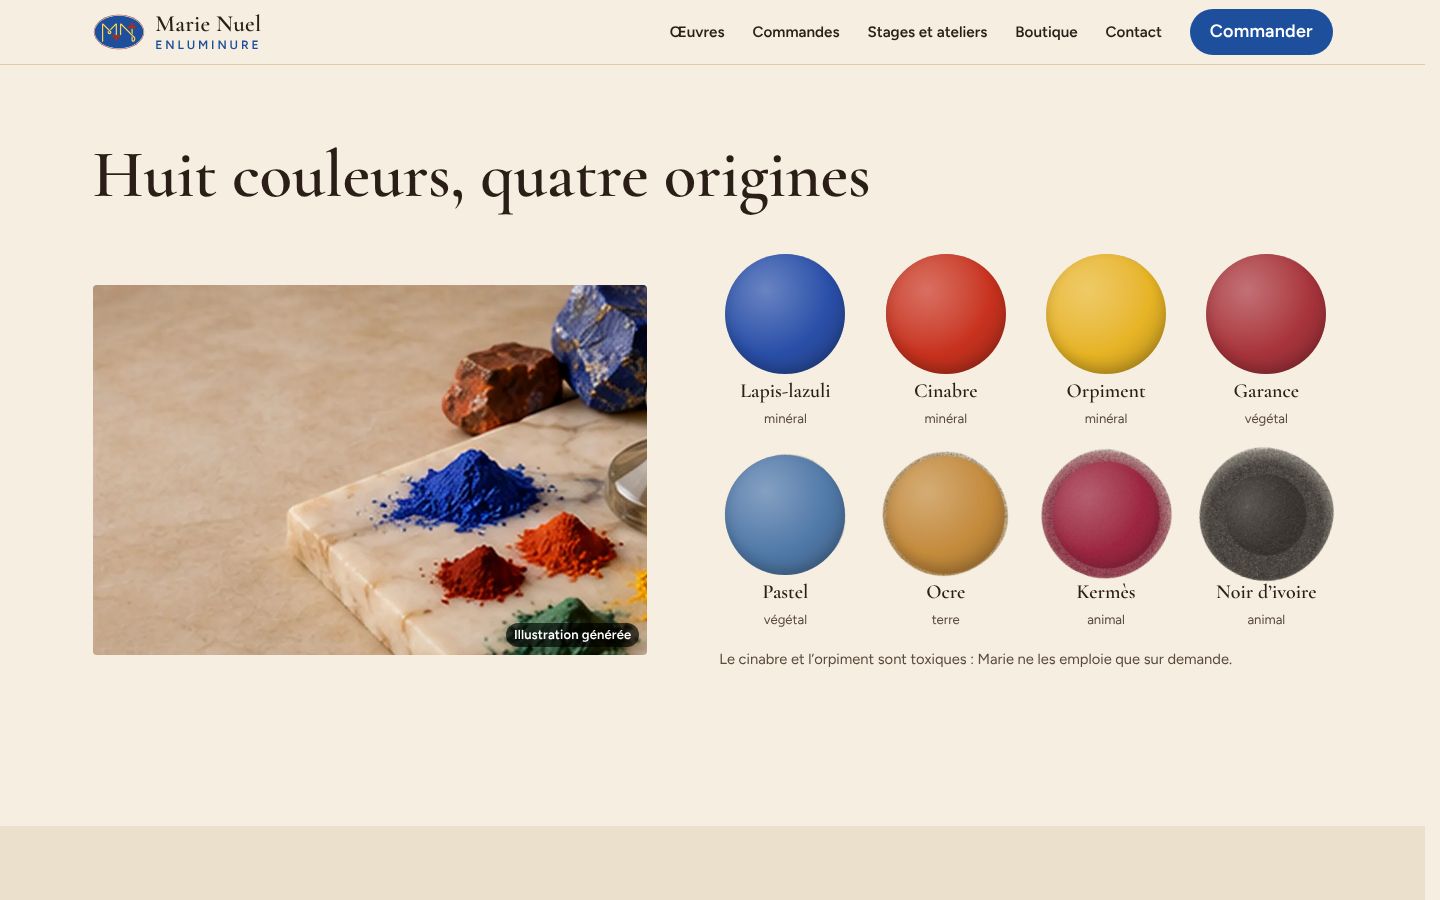 MN
Marie Nuel
ENLUMINURE
Œuvres
Commandes
Stages et ateliers
Boutique
Contact
Commander
Huit couleurs, quatre origines
Lapis-lazuli
minéral
Cinabre
minéral
Orpiment
minéral
Garance
végétal
Pastel
végétal
Ocre
terre
Kermès
animal
Noir d’ivoire
animal
Illustration générée
Le cinabre et l’orpiment sont toxiques : Marie ne les emploie que sur demande.